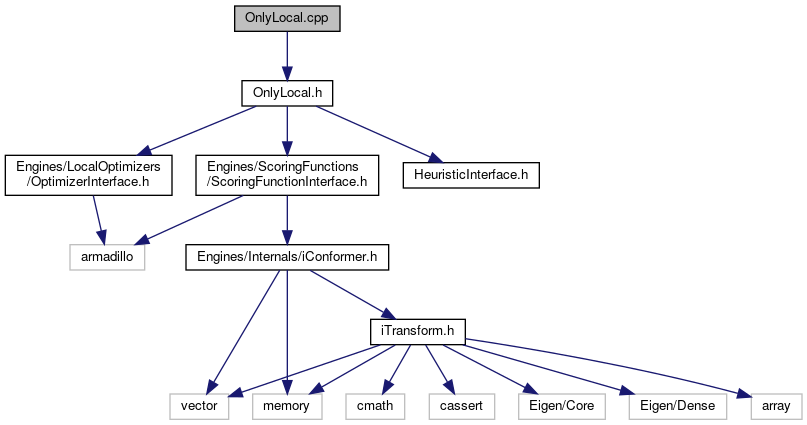 OnlyLocal.cpp
OnlyLocal.h
Engines/LocalOptimizers
/OptimizerInterface.h
Engines/ScoringFunctions
/ScoringFunctionInterface.h
HeuristicInterface.h
armadillo
Engines/Internals/iConformer.h
iTransform.h
vector
memory
cmath
cassert
Eigen/Core
Eigen/Dense
array